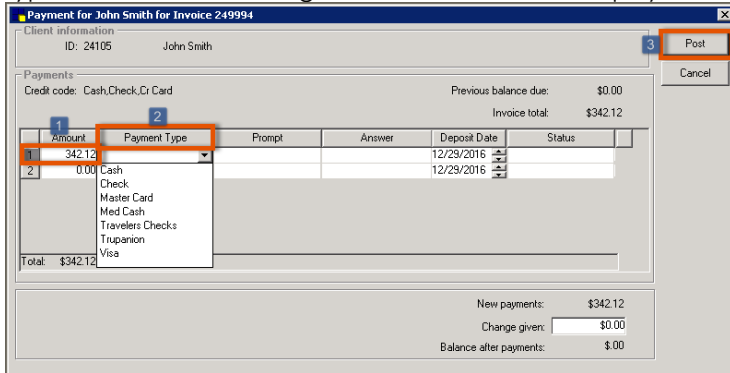 Payment for John Smith for Invoice 249994
Client information
ID: 24105 John Smith
3 Post
Cancel
Payments
Credit code: Cash,Check,Cr Card
Previous balance due: $0.00
Invoice total: $342.12
1 2
Amount Payment Type Prompt Answer Deposit Date Status
1 342.12 12/29/2016
2 0.00 12/29/2016
Cash
Check
Master Card
Med Cash
Travelers Checks
Trupanion
Visa
Total: $342.12
New payments: $342.12
Change given: $0.00
Balance after payments: $.00